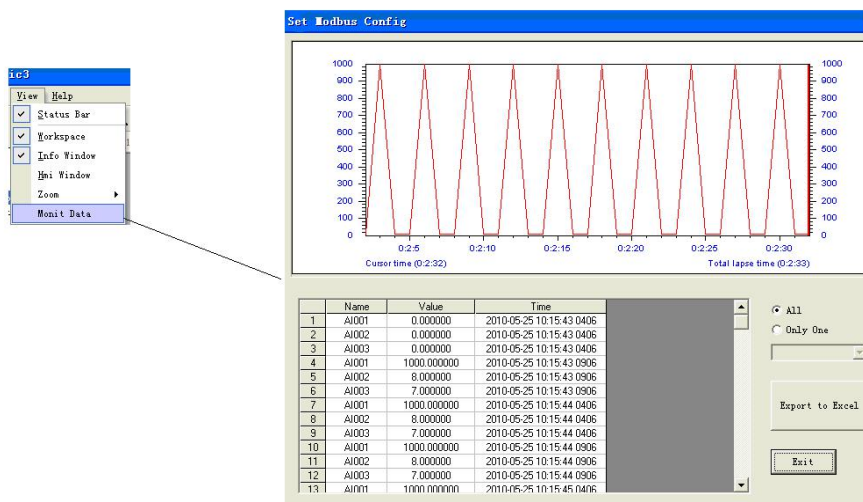 ic3
View Help
Status Bar
Workspace
Info Window
Hmi Window
Zoom
Monit Data
Set Modbus Config
1000 1000
900 900
800 800
700 700
600 600
500 500
400 400
300 300
200 200
100 100
0 0
0:2:5 0:2:10 0:2:15 0:2:20 0:2:25 0:2:30
Cursor time (0:2:32) Total lapse time (0:2:33)
Name Value Time
1 AI001 0.000000 2010-05-25 10:15:43 0406
2 AI002 0.000000 2010-05-25 10:15:43 0406
3 AI003 0.000000 2010-05-25 10:15:43 0406
4 AI001 1000.000000 2010-05-25 10:15:43 0906
5 AI002 8.000000 2010-05-25 10:15:43 0906
6 AI003 7.000000 2010-05-25 10:15:43 0906
7 AI001 1000.000000 2010-05-25 10:15:44 0406
8 AI002 8.000000 2010-05-25 10:15:44 0406
9 AI003 7.000000 2010-05-25 10:15:44 0406
10 AI001 1000.000000 2010-05-25 10:15:44 0906
11 AI002 8.000000 2010-05-25 10:15:44 0906
12 AI003 7.000000 2010-05-25 10:15:44 0906
13 AI001 1000.000000 2010-05-25 10:15:45 0406
All
Only One
Export to Excel
Exit